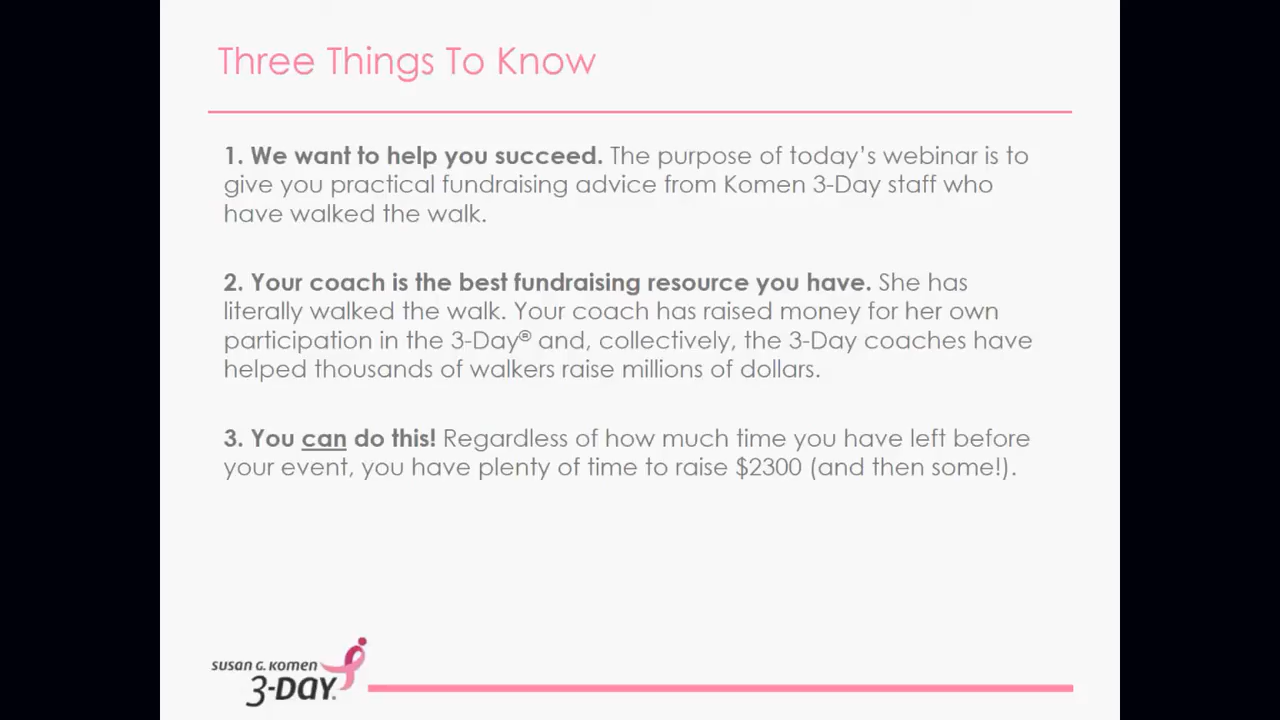 Three Things To Know
1. We want to help you succeed. The purpose of today's webinar is to
give you practical fundraising advice from Komen 3-Day staff who
have walked the walk.
2. Your coach is the best fundraising resource you have. She has
literally walked the walk. Your coach has raised money for her own
participation in the 3-Day® and, collectively, the 3-Day coaches have
helped thousands of walkers raise millions of dollars.
3. You can do this! Regardless of how much time you have left before
your event, you have plenty of time to raise $2300 (and then some!).
SUSAN G. KOMEN
3-DAY.